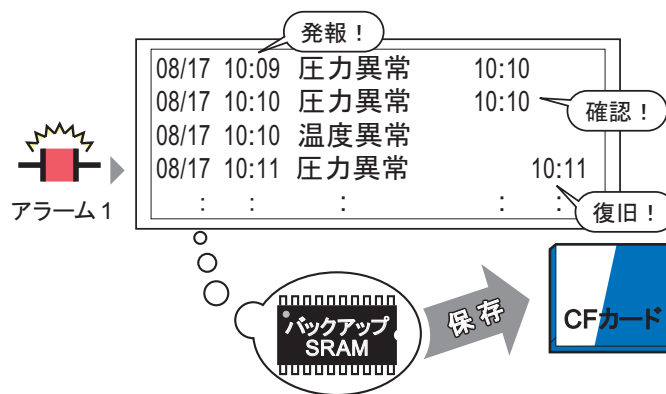 発報！
08/17 10:09 圧力異常 10:10
08/17 10:10 圧力異常 10:10
確認！
08/17 10:10 温度異常
08/17 10:11 圧力異常 10:11
: : : : :
復旧！
アラーム1
バックアップ
SRAM
保存
CFカード